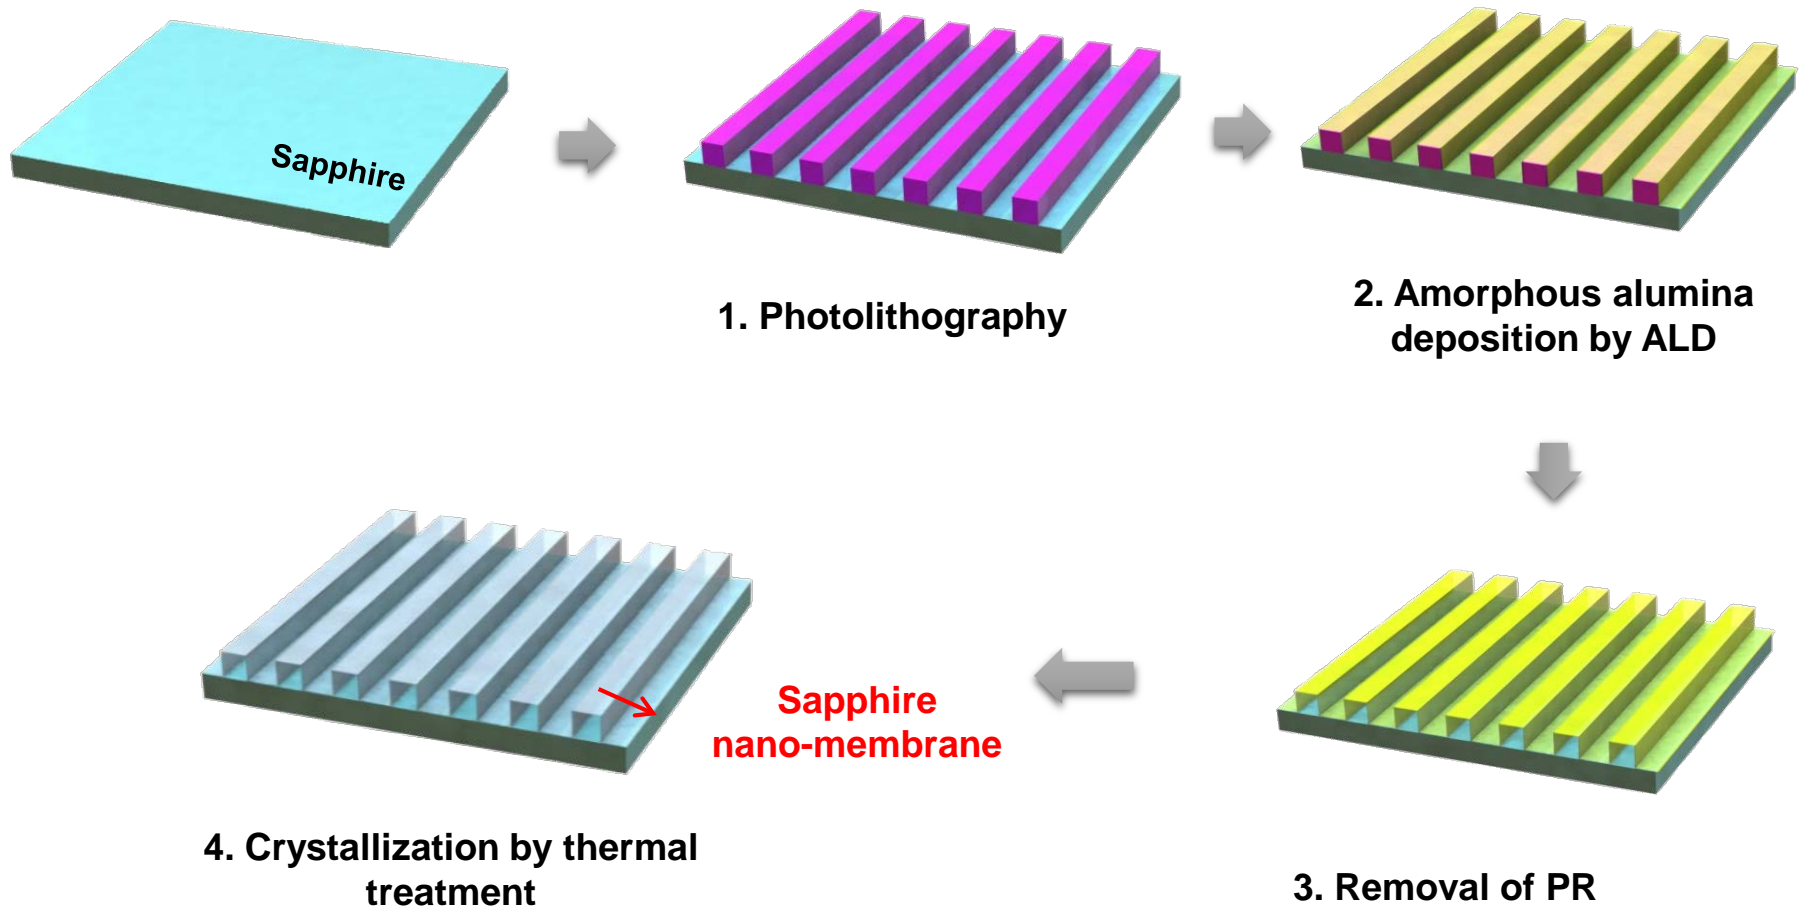 Sapphire
1. Photolithography
2. Amorphous alumina
deposition by ALD
Sapphire
nano-membrane
4. Crystallization by thermal
treatment
3. Removal of PR